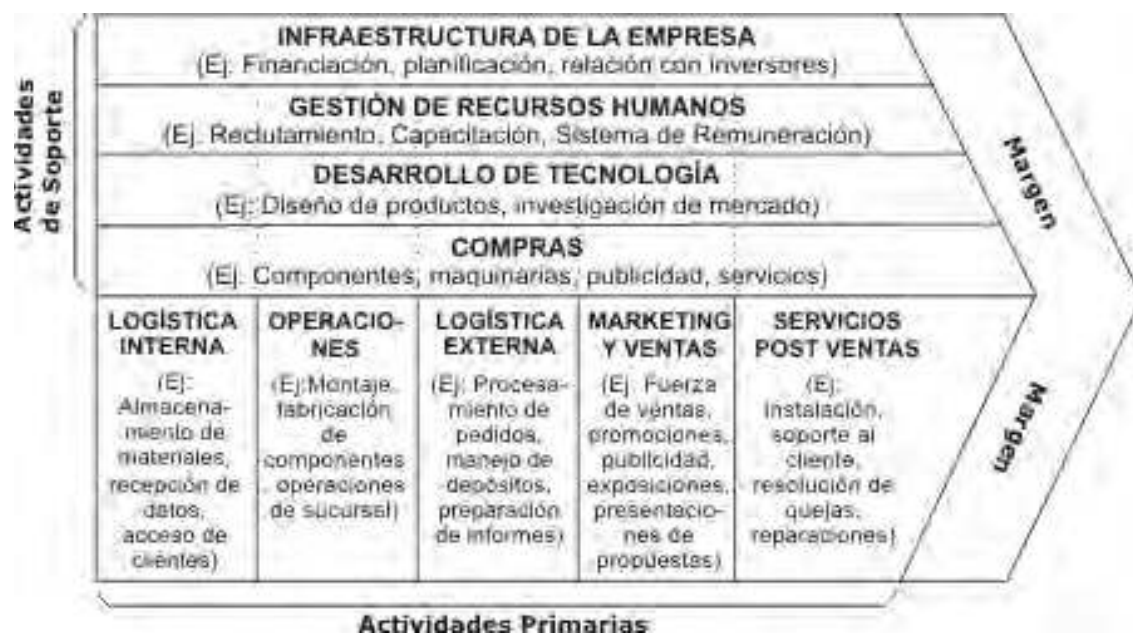 Actividades
de Soporte
INFRAESTRUCTURA DE LA EMPRESA
(Ej. Financiación, planificación, relación con inversores)
GESTIÓN DE RECURSOS HUMANOS
(Ej. Reclutamiento, Capacitación, Sistema de Remuneración)
DESARROLLO DE TECNOLOGÍA
(Ej: Diseño de productos, investigación de mercado)
COMPRAS
(Ej. Componentes, maquinarias, publicidad, servicios)
Margen
LOGÍSTICA
INTERNA
(Ej:
Almacena-
miento de
materiales,
recepción de
datos,
acceso de
clientes)
OPERACIO-
NES
(Ej:Montaje,
fabricación
de
componentes
, operaciones
de sucursal)
LOGÍSTICA
EXTERNA
(Ej: Procesa-
miento de
pedidos,
manejo de
depósitos,
preparación
de informes)
MARKETING
Y VENTAS
(Ej. Fuerza
de ventas,
promociones,
publicidad,
exposiciones,
presentacio-
nes de
propuestas)
SERVICIOS
POST VENTAS
(Ej:
Instalación,
soporte al
cliente,
resolución de
quejas,
reparaciones)
Margen
Actividades Primarias